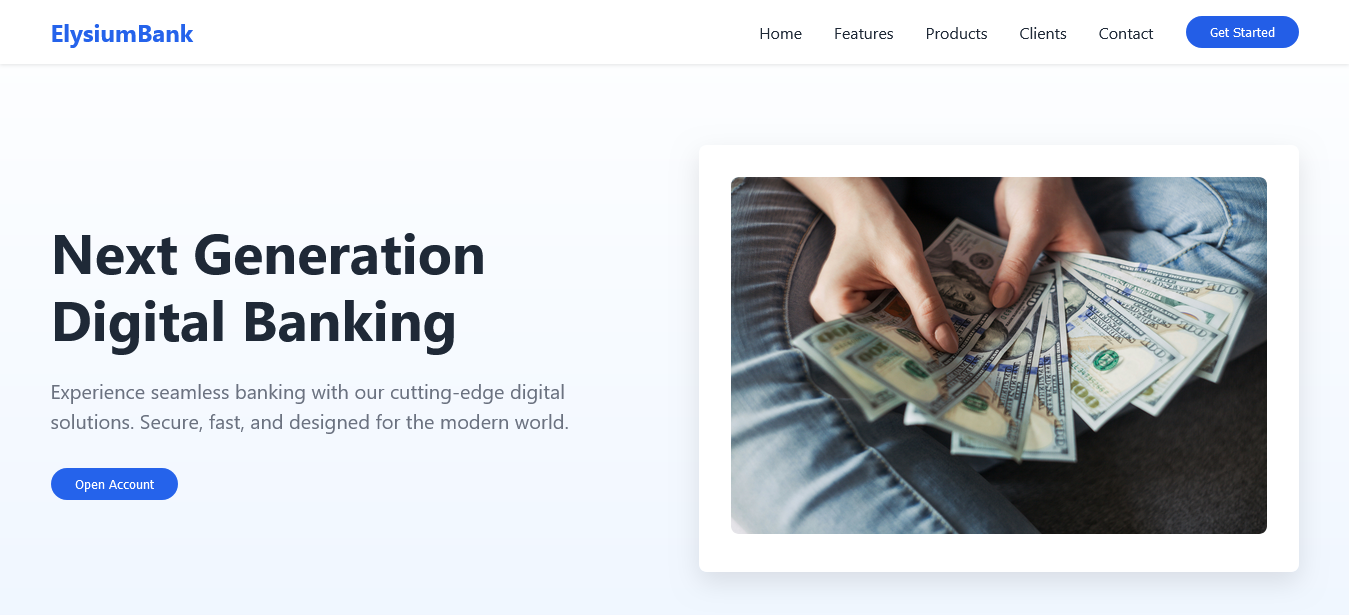 ElysiumBank
Home Features Products Clients Contact Get Started
Next Generation
Digital Banking
Experience seamless banking with our cutting-edge digital
solutions. Secure, fast, and designed for the modern world.
Open Account
100